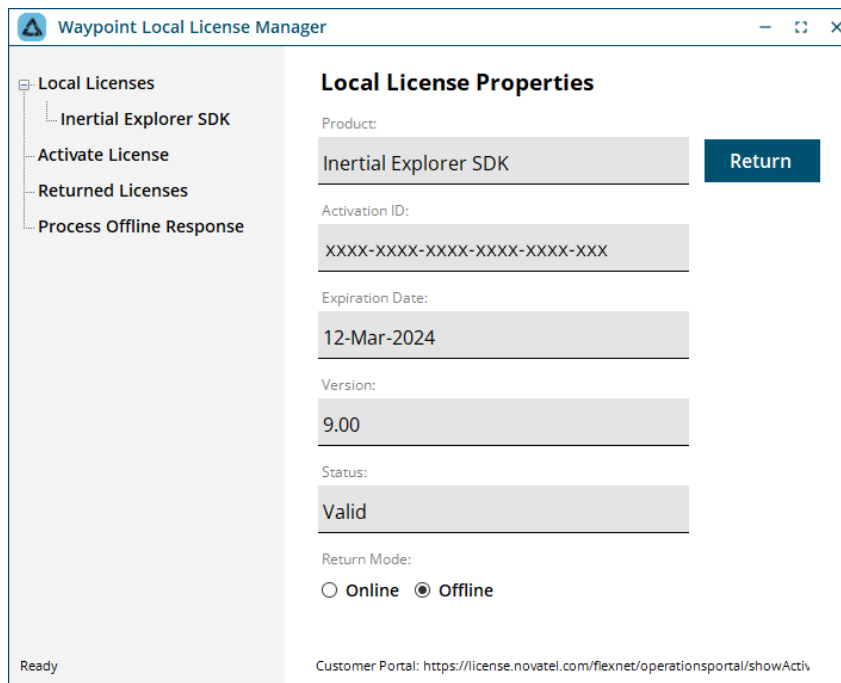 Waypoint Local License Manager
Local Licenses
Inertial Explorer SDK
Activate License
Returned Licenses
Process Offline Response
Local License Properties
Product:
Inertial Explorer SDK
Return
Activation ID:
XXXX-XXXX-XXXX-XXXX-XXXX-XXX
Expiration Date:
12-Mar-2024
Version:
9.00
Status:
Valid
Return Mode:
Online Offline
Ready
Customer Portal: https://license.novatel.com/flexnet/operationsportal/showActiv